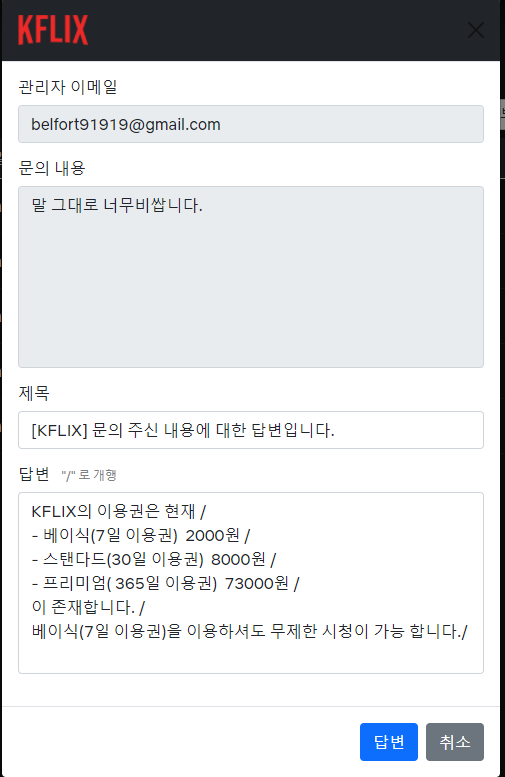 KFLIX
관리자 이메일
belfort91919@gmail.com
문의 내용
말 그대로 너무비쌉니다.
제목
[KFLIX] 문의 주신 내용에 대한 답변입니다.
답변 "/" 로 개행
KFLIX의 이용권은 현재 /
- 베이식(7일 이용권) 2000원 /
- 스탠다드(30일 이용권) 8000원 /
- 프리미엄( 365일 이용권) 73000원 /
이 존재합니다. /
베이식(7일 이용권)을 이용하셔도 무제한 시청이 가능 합니다./
답변 취소